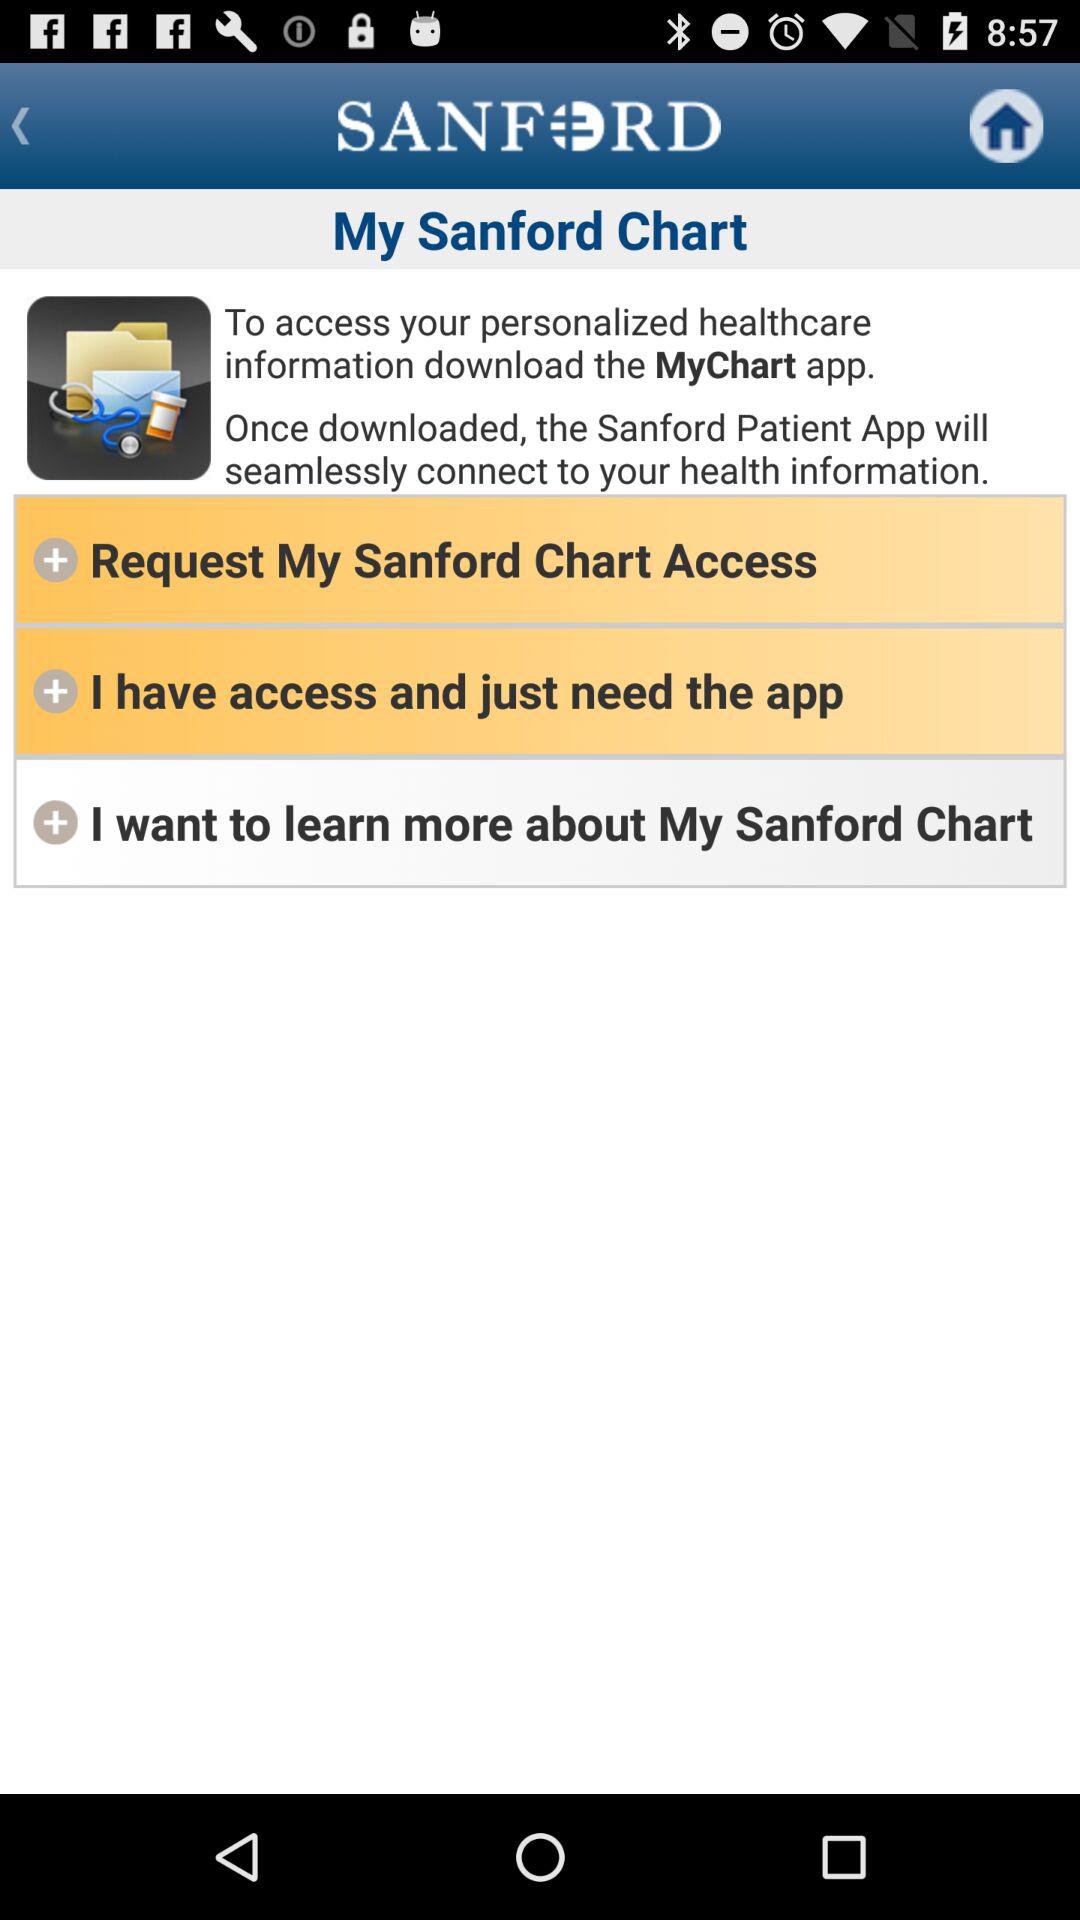 8:57
SANFORD
My Sanford Chart
To access your personalized healthcare
information download the MyChart app.
Once downloaded, the Sanford Patient App will
seamlessly connect to your health information.
Request My Sanford Chart Access
I have access and just need the app
I want to learn more about My Sanford Chart